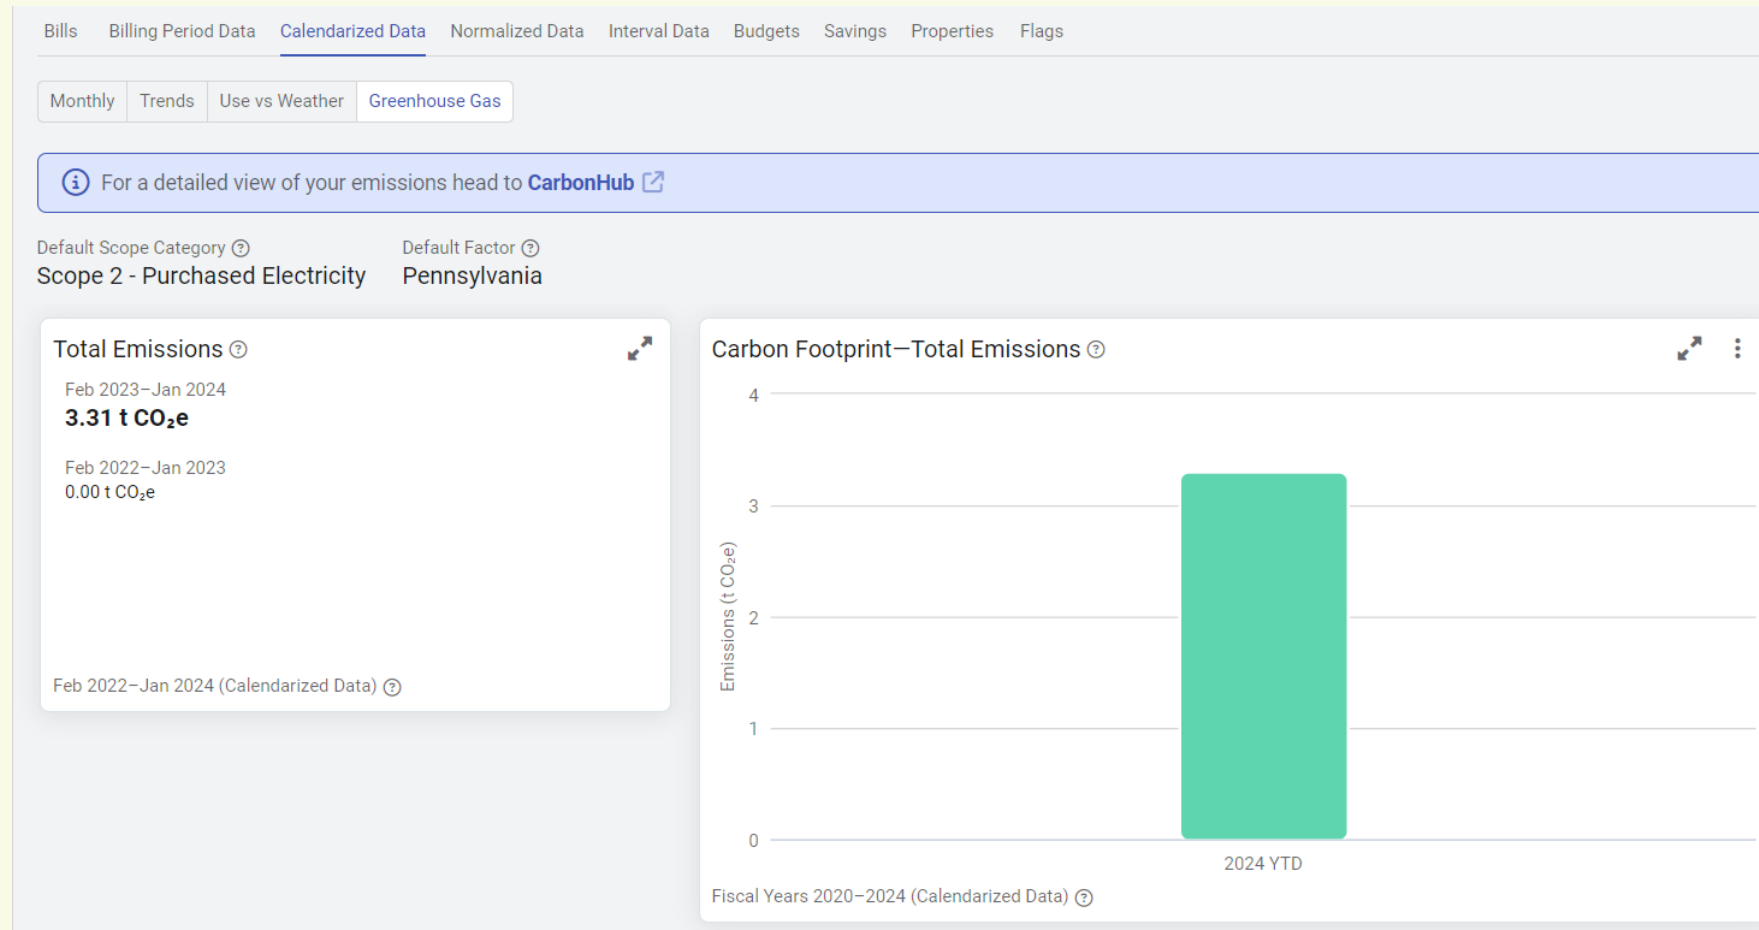 Bills Billing Period Data Calendarized Data Normalized Data Interval Data Budgets Savings Properties Flags
Monthly Trends Use vs Weather Greenhouse Gas
For a detailed view of your emissions head to CarbonHub
Default Scope Category
Scope 2 - Purchased Electricity
Default Factor
Pennsylvania
Total Emissions
Feb 2023–Jan 2024
3.31 t CO₂e
Feb 2022–Jan 2023
0.00 t CO₂e
Feb 2022–Jan 2024 (Calendarized Data)
Carbon Footprint—Total Emissions
Emissions (t CO₂e)
4
3
2
1
0
2024 YTD
Fiscal Years 2020–2024 (Calendarized Data)